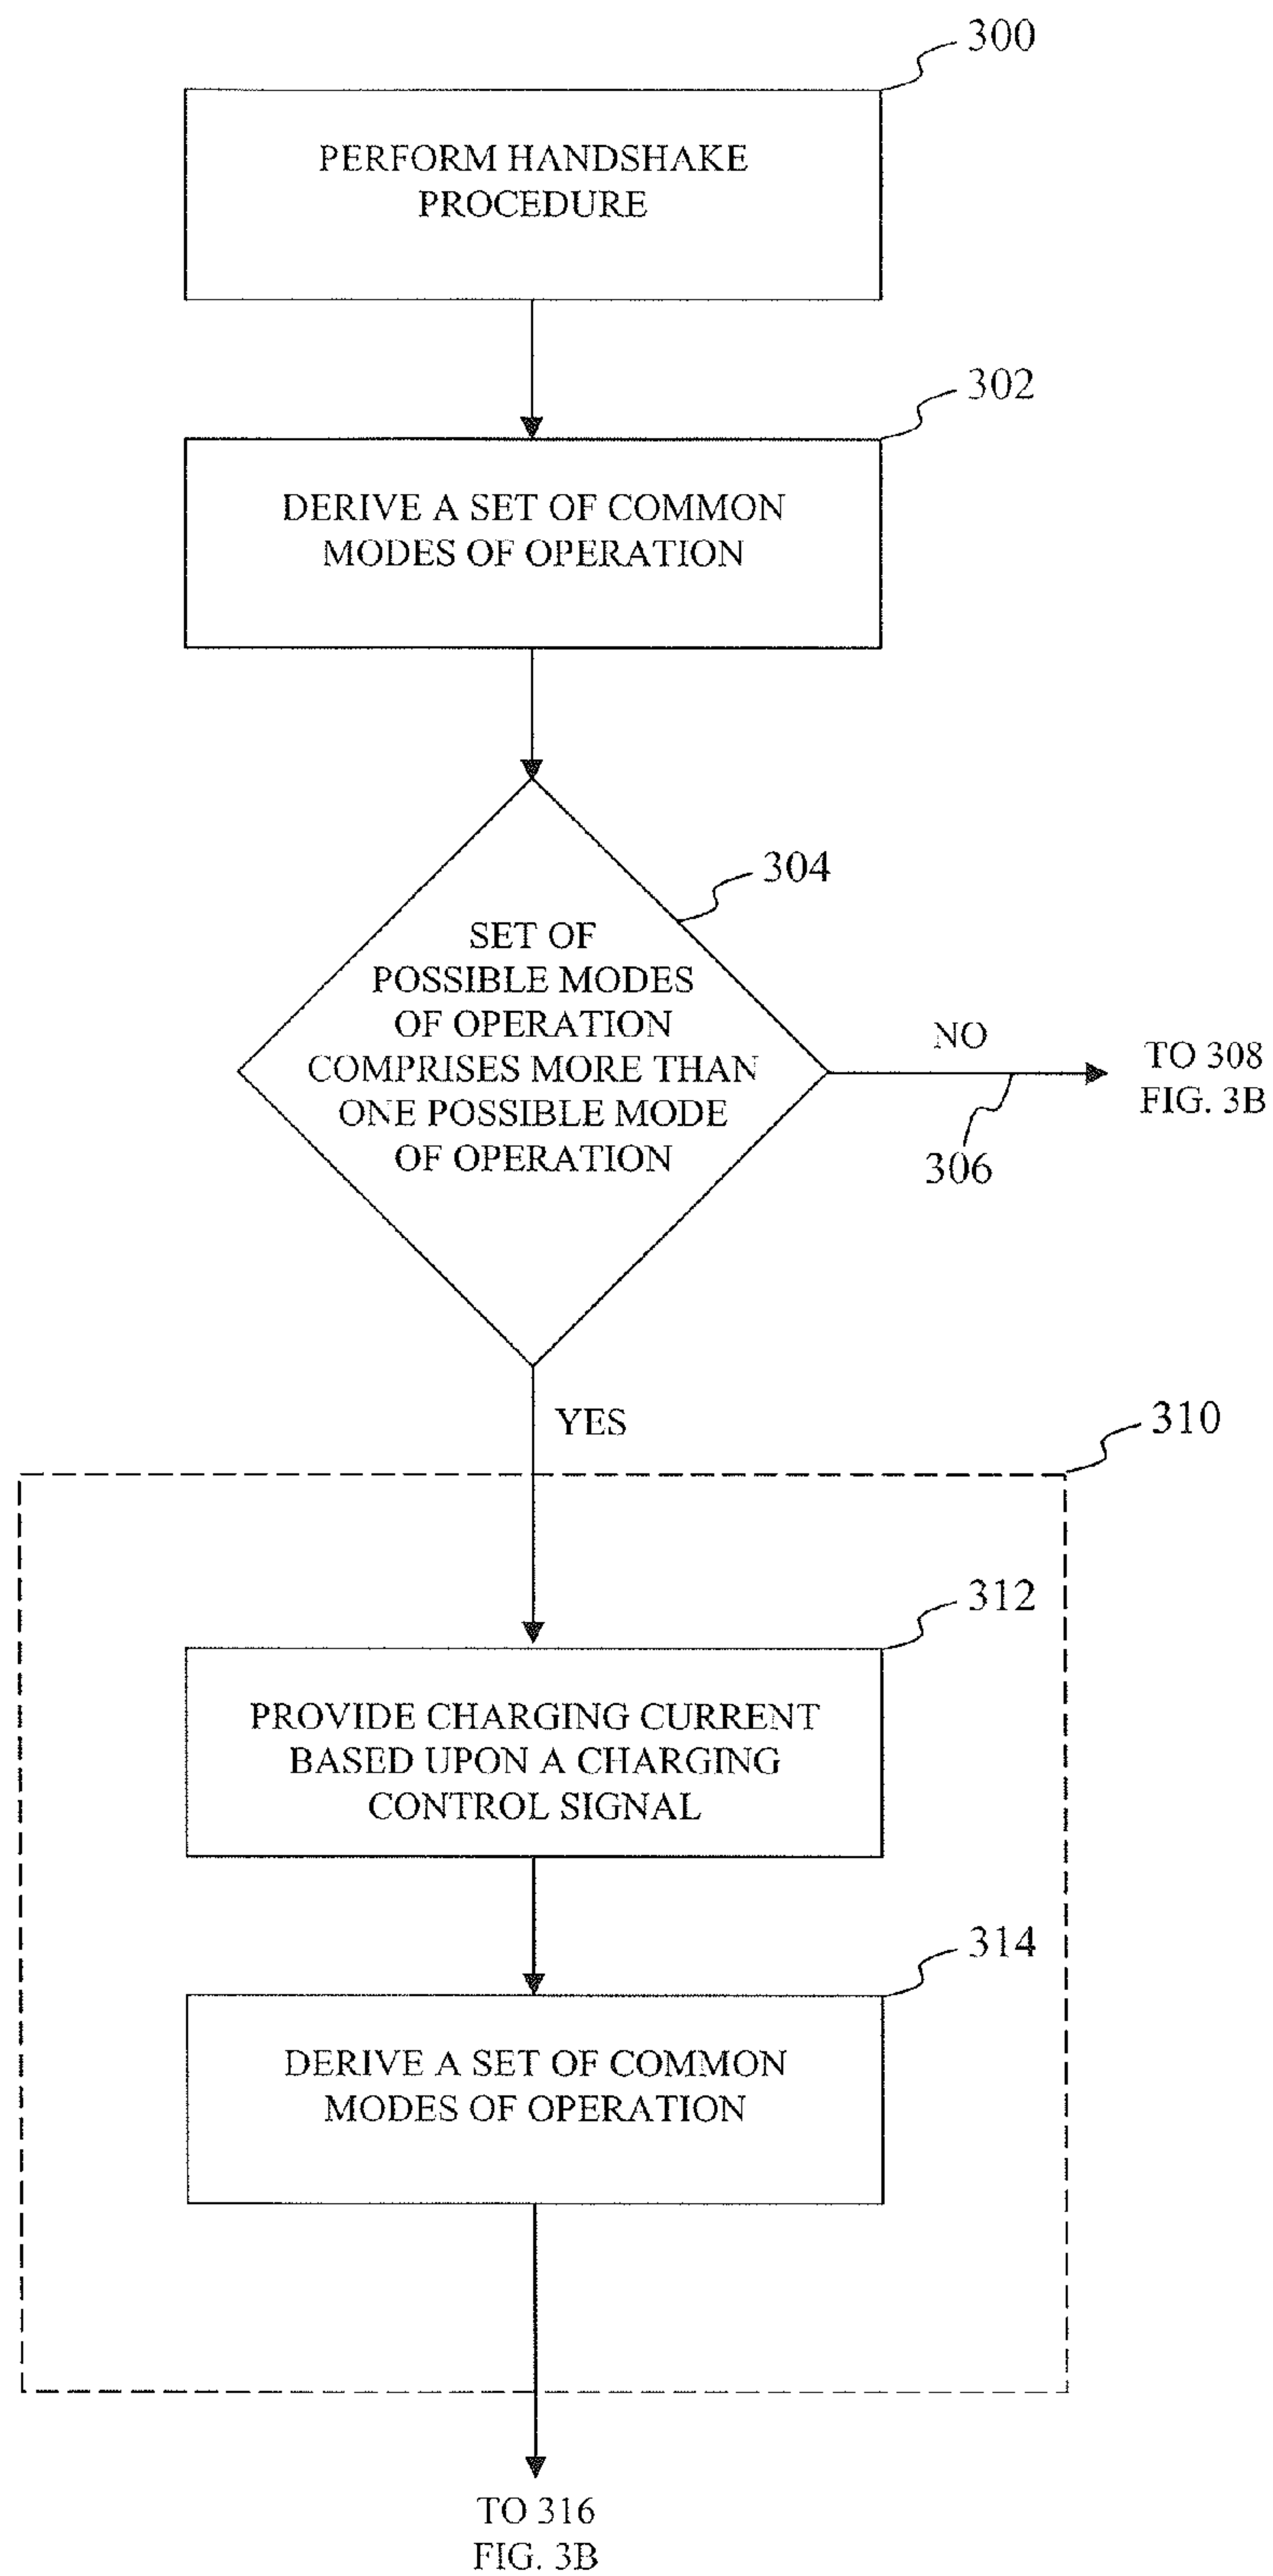 300
PERFORM HANDSHAKE
PROCEDURE
302
DERIVE A SET OF COMMON
MODES OF OPERATION
304
SET OF
POSSIBLE MODES
OF OPERATION
COMPRISES MORE THAN
ONE POSSIBLE MODE
OF OPERATION
NO
TO 308
FIG. 3B
306
YES
310
312
PROVIDE CHARGING CURRENT
BASED UPON A CHARGING
CONTROL SIGNAL
314
DERIVE A SET OF COMMON
MODES OF OPERATION
TO 316
FIG. 3B